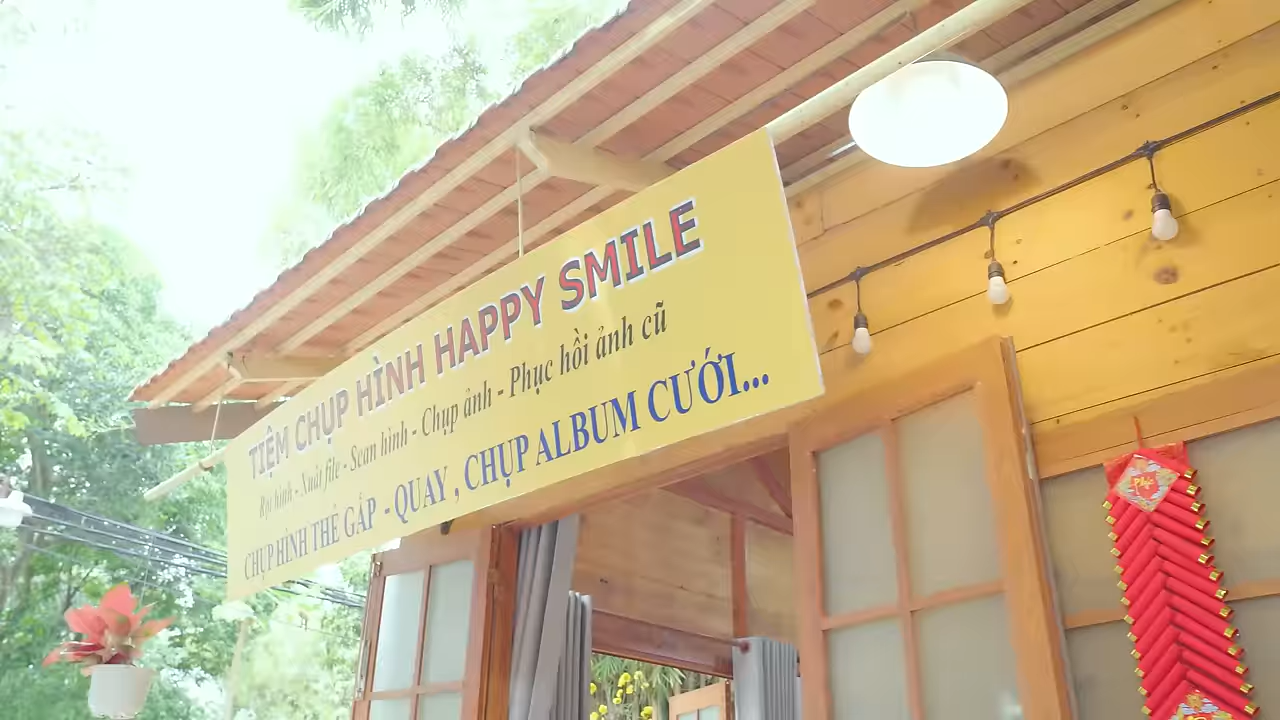 TIỆM CHỤP HÌNH HAPPY SMILE
Rọi hình - Xuất file - Scan hình - Chụp ảnh - Phục hồi ảnh cũ
CHỤP HÌNH THẺ GẤP - QUAY , CHỤP ALBUM CƯỚI...
Phúc